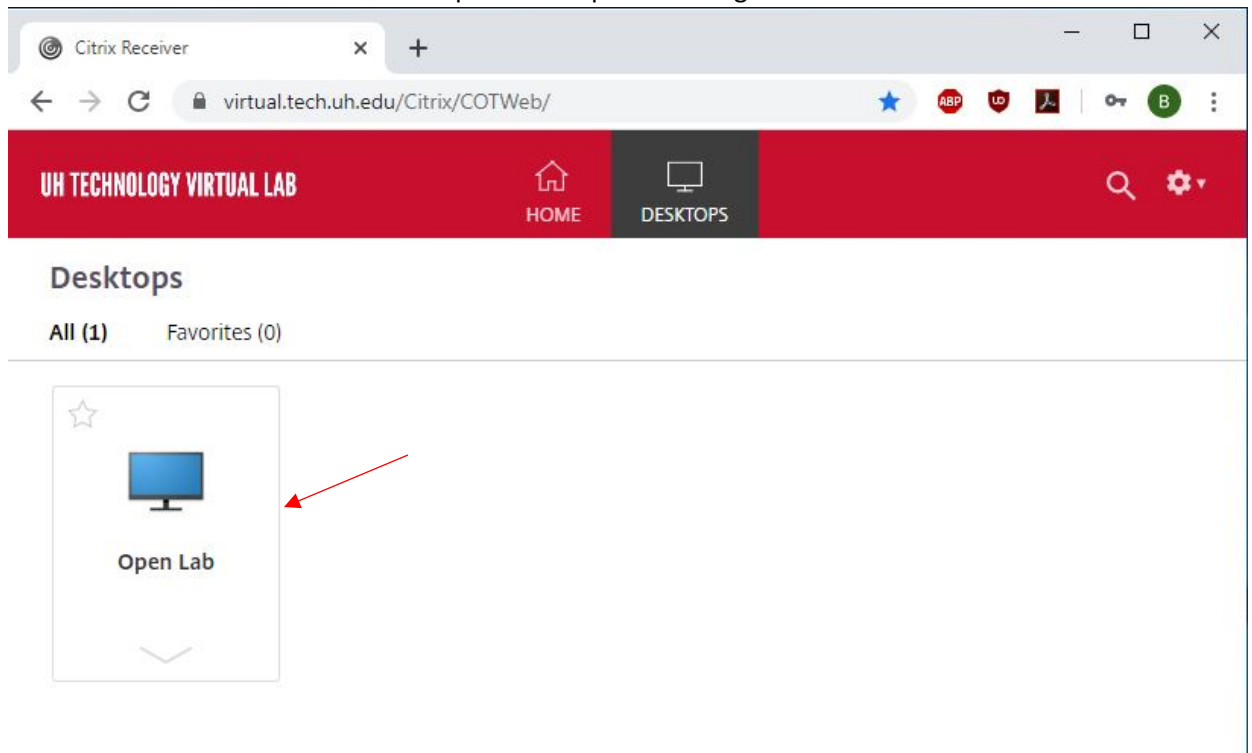 Citrix Receiver
virtual.tech.uh.edu/Citrix/COTWeb/
ABP
B
UH TECHNOLOGY VIRTUAL LAB
HOME
DESKTOPS
Desktops
All (1) Favorites (0)
Open Lab